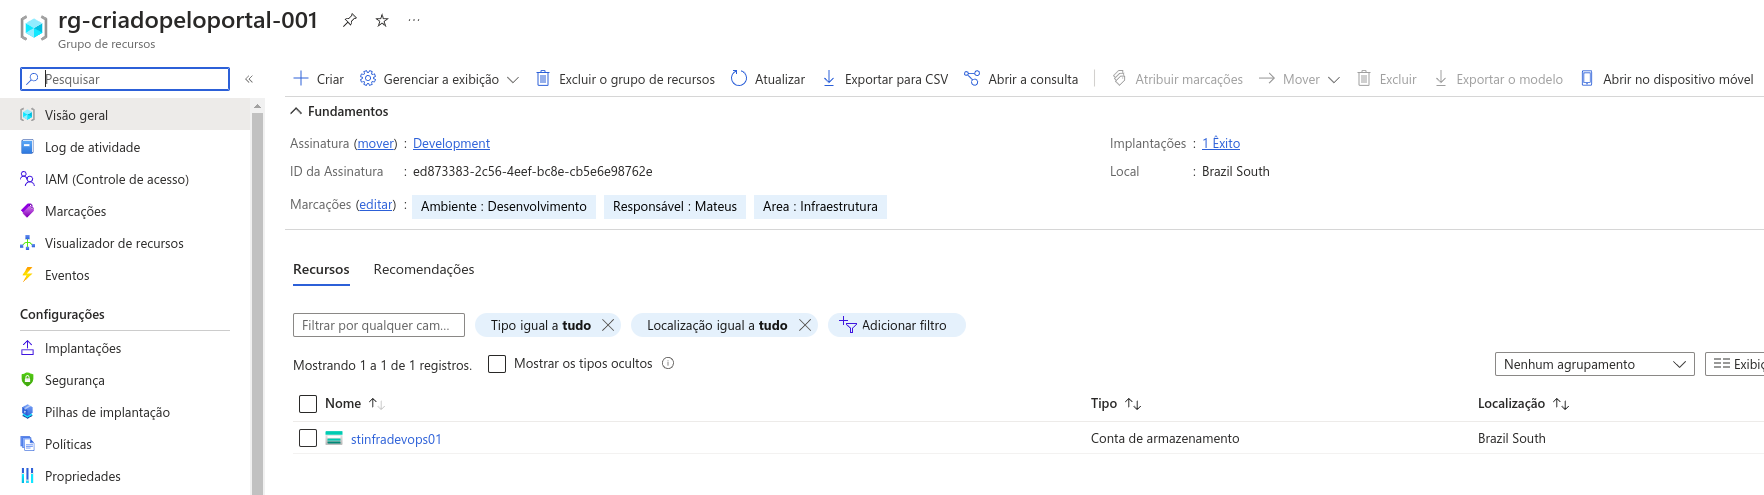 rg-criadopeloportal-001
Grupo de recursos
Pesquisar
Criar Gerenciar a exibição Excluir o grupo de recursos Atualizar Exportar para CSV Abrir a consulta Atribuir marcações Mover Excluir Exportar o modelo Abrir no dispositivo móvel
Visão geral
Log de atividade
IAM (Controle de acesso)
Marcações
Visualizador de recursos
Eventos
Configurações
Implantações
Segurança
Pilhas de implantação
Políticas
Propriedades
Fundamentos
Assinatura (mover) : Development
ID da Assinatura : ed873383-2c56-4eef-bc8e-cb5e6e98762e
Marcações (editar) : Ambiente : Desenvolvimento Responsável : Mateus Area : Infraestrutura
Implantações : 1 Êxito
Local : Brazil South
Recursos Recomendações
Filtrar por qualquer cam... Tipo igual a tudo Localização igual a tudo Adicionar filtro
Mostrando 1 a 1 de 1 registros. Mostrar os tipos ocultos Nenhum agrupamento
Nome Tipo Localização
stinfradevops01 Conta de armazenamento Brazil South